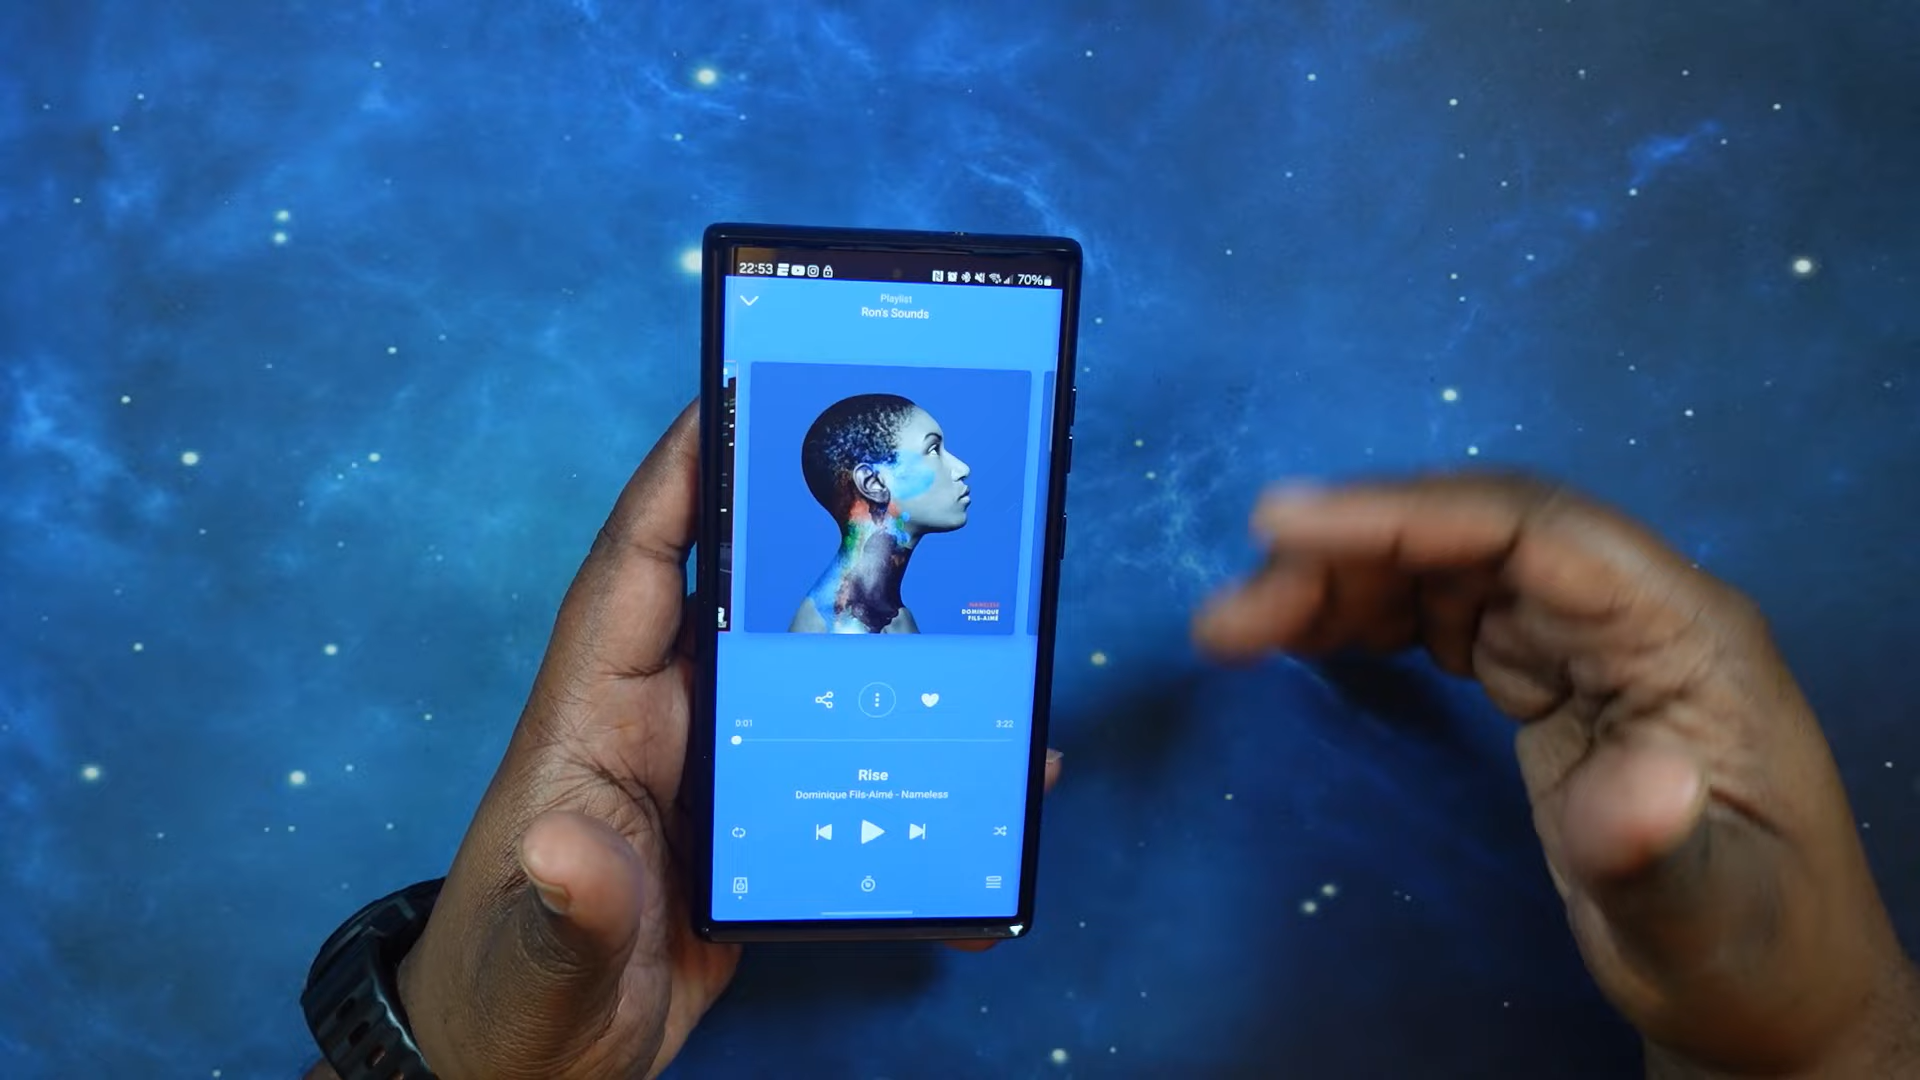 22:53
70%
Playlist
Ron's Sounds
NAMELESS
DOMINIQUE
FILS-AIMÉ
0:01
3:22
Rise
Dominique Fils-Aimé - Nameless